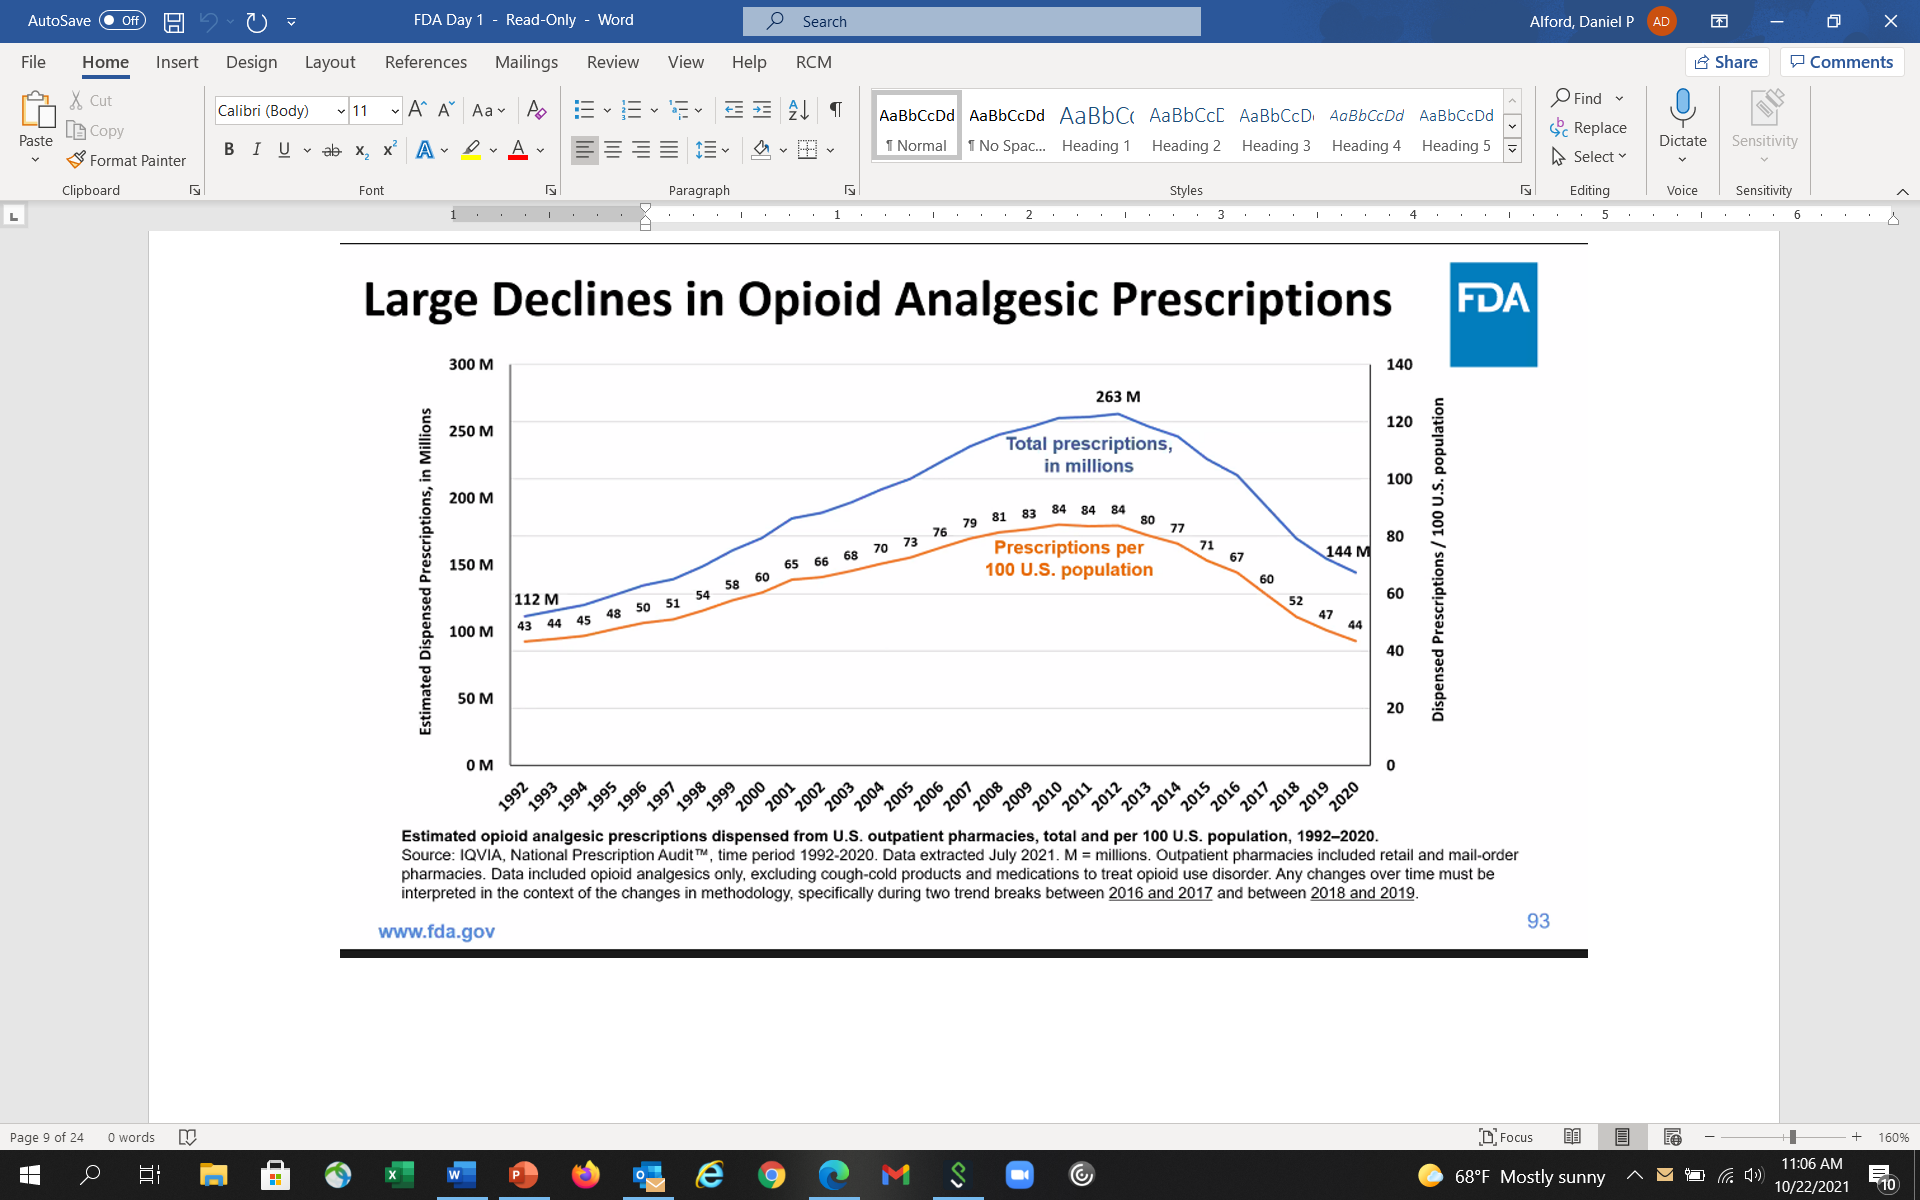 AutoSave Off
FDA Day 1 - Read-Only - Word
Search
Alford, Daniel P AD
File Home Insert Design Layout References Mailings Review View Help RCM
Share Comments
Paste
Cut
Copy
Format Painter
Clipboard
Calibri (Body) 11
Aa
B I U ab x2 x2 A A
Font
Paragraph
AaBbCcDd AaBbCcDd AaBbCc AaBbCcD AaBbCcD AaBbCcDd AaBbCcDd
¶ Normal ¶ No Spac... Heading 1 Heading 2 Heading 3 Heading 4 Heading 5
Styles
Find
Replace
Select
Editing
Dictate
Voice
Sensitivity
Sensitivity
1 1 2 3 4 5 6
Large Declines in Opioid Analgesic Prescriptions
FDA
Estimated Dispensed Prescriptions, in Millions
300 M
250 M
200 M
150 M
100 M
50 M
0 M
263 M
Total prescriptions,
in millions
112 M
144 M
43 44 45 48 50 51 54 58 60 65 66 68 70 73 76 79 81 83 84 84 84 80 77 71 67 60 52 47 44
Prescriptions per
100 U.S. population
140
120
100
80
60
40
20
0
Dispensed Prescriptions / 100 U.S. population
1992 1993 1994 1995 1996 1997 1998 1999 2000 2001 2002 2003 2004 2005 2006 2007 2008 2009 2010 2011 2012 2013 2014 2015 2016 2017 2018 2019 2020
Estimated opioid analgesic prescriptions dispensed from U.S. outpatient pharmacies, total and per 100 U.S. population, 1992–2020.
Source: IQVIA, National Prescription Audit™, time period 1992-2020. Data extracted July 2021. M = millions. Outpatient pharmacies included retail and mail-order
pharmacies. Data included opioid analgesics only, excluding cough-cold products and medications to treat opioid use disorder. Any changes over time must be
interpreted in the context of the changes in methodology, specifically during two trend breaks between 2016 and 2017 and between 2018 and 2019.
www.fda.gov
93
Page 9 of 24 0 words
Focus
160%
68°F Mostly sunny
11:06 AM
10/22/2021
10